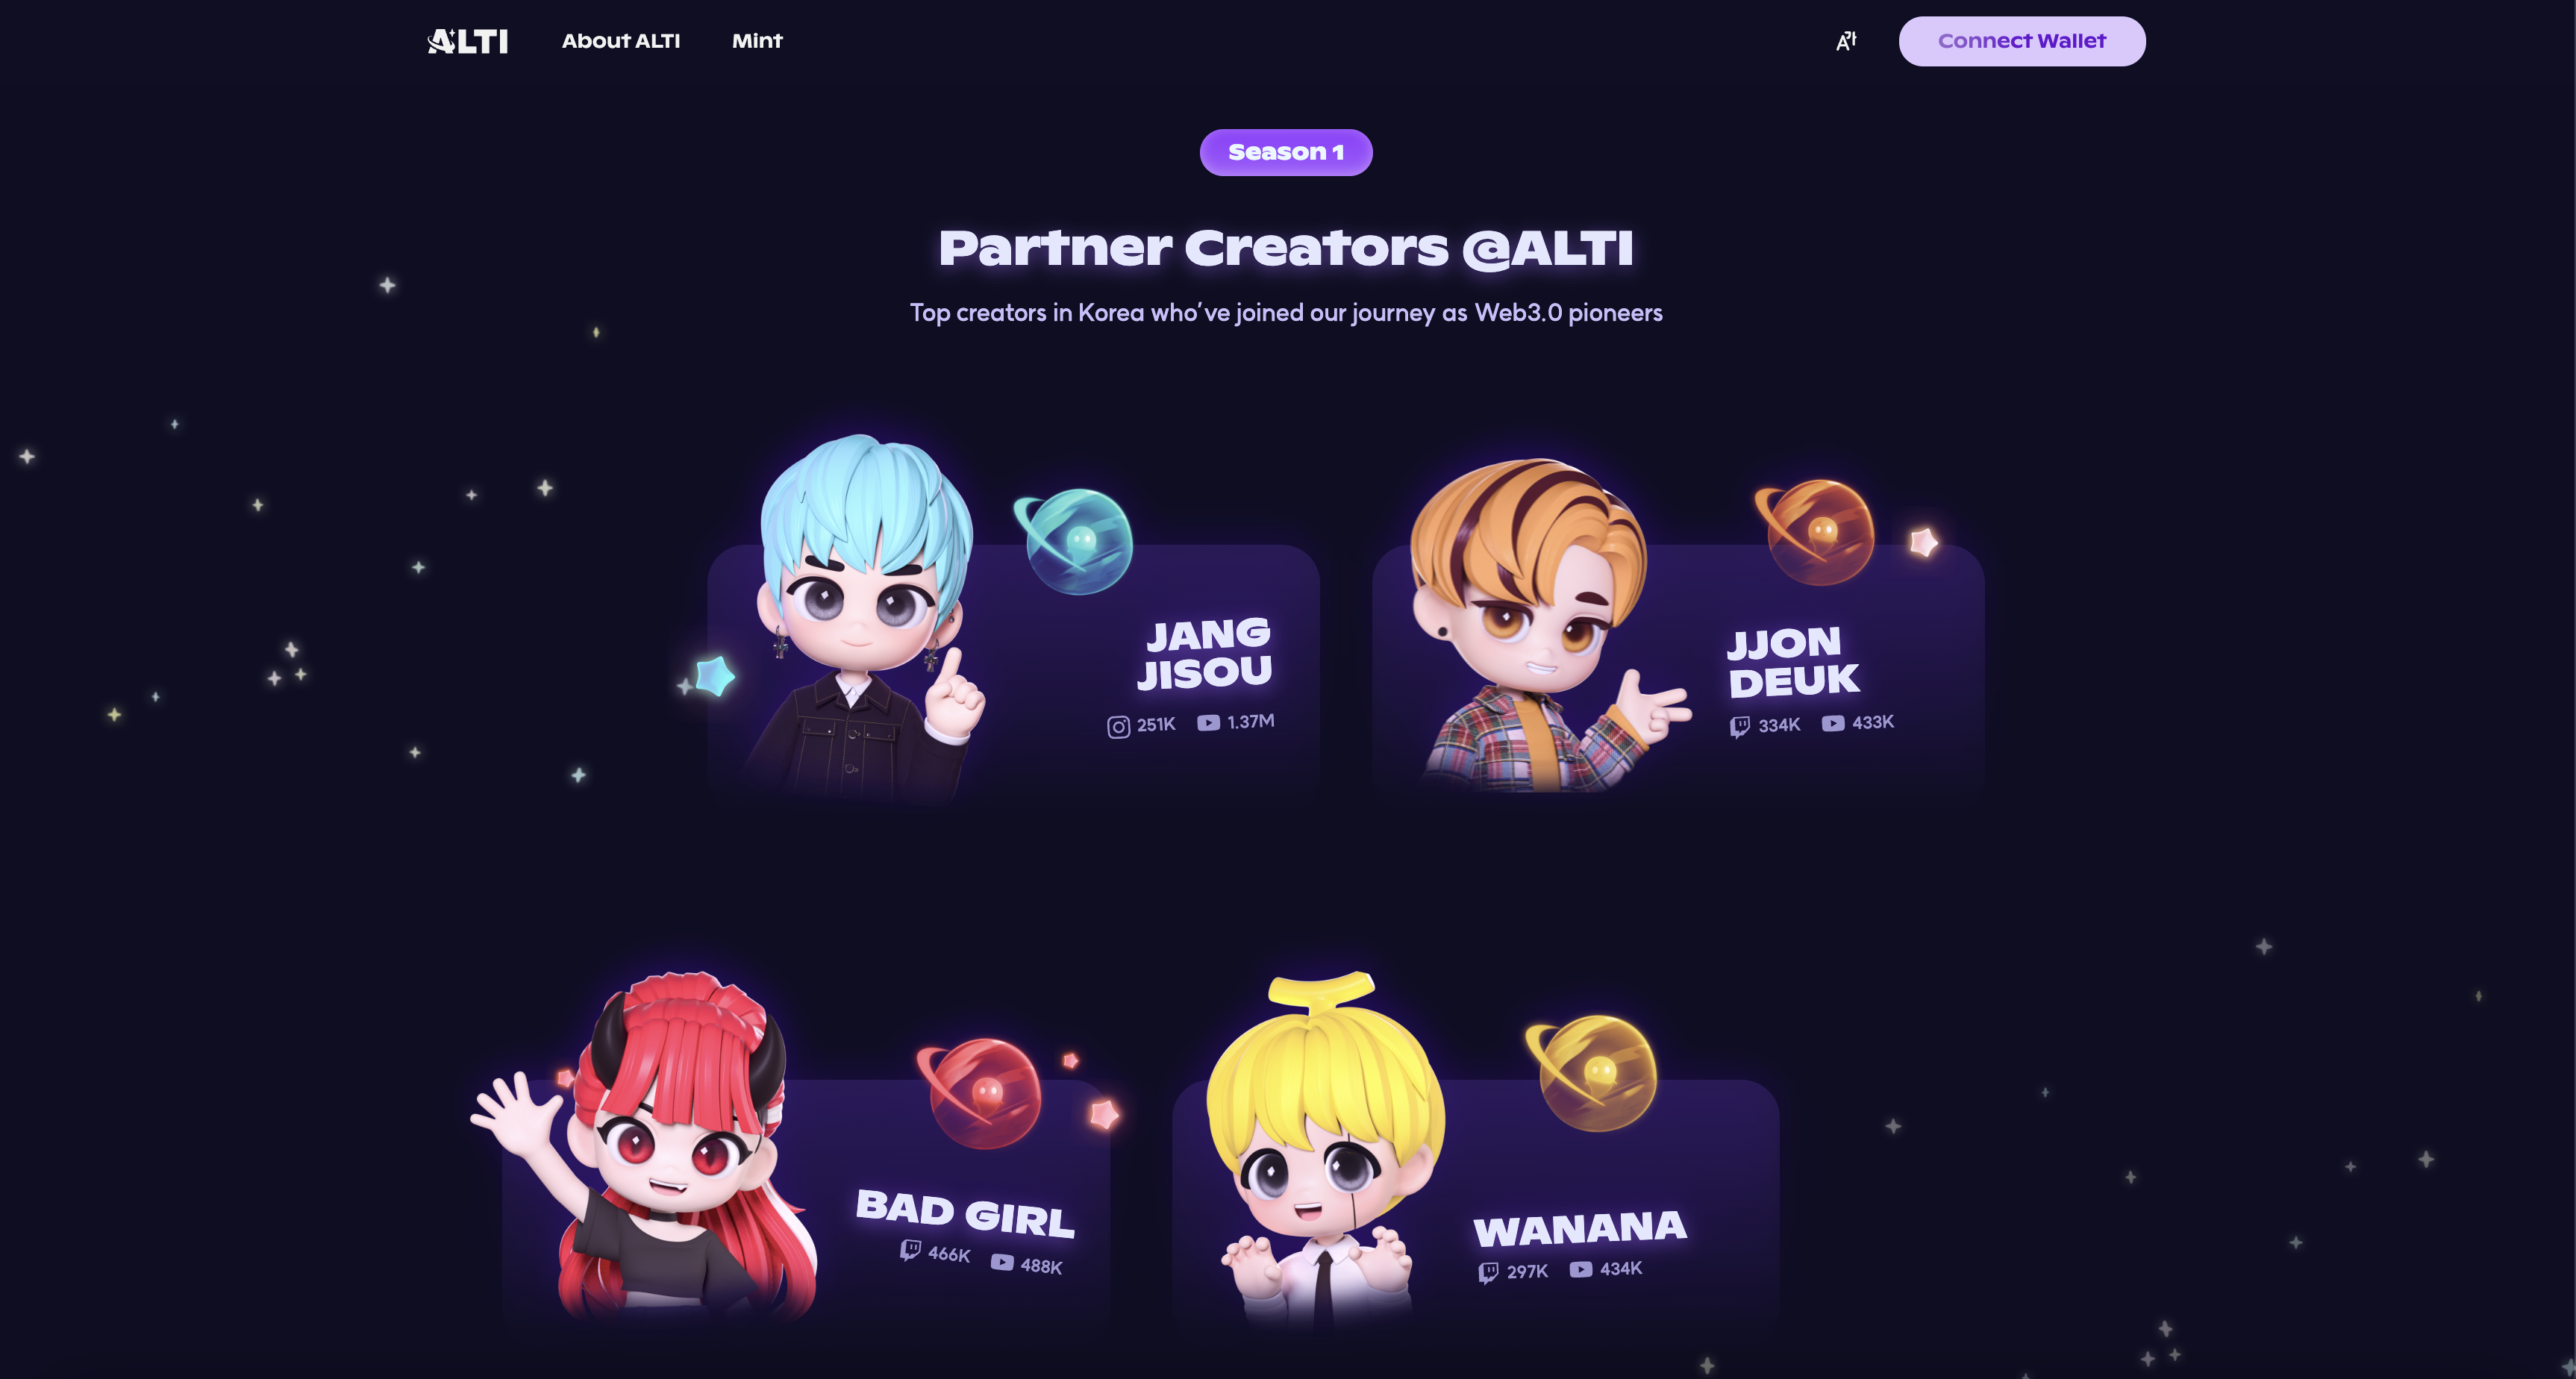 ALTI
About ALTI
Mint
Connect Wallet
Season 1
Partner Creators @ALTI
Top creators in Korea who've joined our journey as Web3.0 pioneers
JANG
JISOU
251K 1.37M
JJON
DEUK
334K 433K
BAD GIRL
466K 488K
WANANA
297K 434K